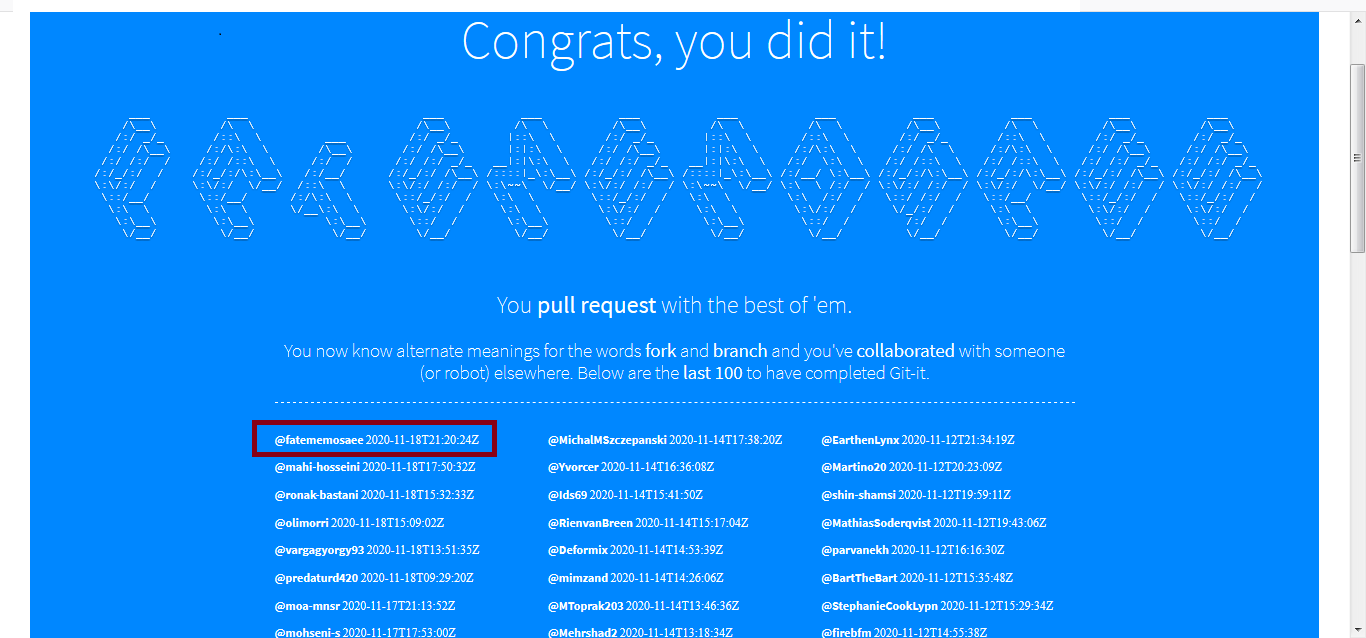 Congrats, you did it!
You pull request with the best of 'em.
You now know alternate meanings for the words fork and branch and you've collaborated with someone
(or robot) elsewhere. Below are the last 100 to have completed Git-it.
@fatememosaee 2020-11-18T21:20:24Z
@mahi-hosseini 2020-11-18T17:50:32Z
@ronak-bastani 2020-11-18T15:32:33Z
@olimorri 2020-11-18T15:09:02Z
@vargagyorgy93 2020-11-18T13:51:35Z
@predaturd420 2020-11-18T09:29:20Z
@moa-mnsr 2020-11-17T21:13:52Z
@mohseni-s 2020-11-17T17:53:00Z
@MichalMSzczepanski 2020-11-14T17:38:20Z
@Yvorcer 2020-11-14T16:36:08Z
@Ids69 2020-11-14T15:41:50Z
@RienvanBreen 2020-11-14T15:17:04Z
@Deformix 2020-11-14T14:53:39Z
@mimzand 2020-11-14T14:26:06Z
@MToprak203 2020-11-14T13:46:36Z
@Mehrshad2 2020-11-14T13:18:34Z
@EarthenLynx 2020-11-12T21:34:19Z
@Martino20 2020-11-12T20:23:09Z
@shin-shamsi 2020-11-12T19:59:11Z
@MathiasSoderqvist 2020-11-12T19:43:06Z
@parvanekh 2020-11-12T16:16:30Z
@BartTheBart 2020-11-12T15:35:48Z
@StephanieCookLypn 2020-11-12T15:29:34Z
@firebfm 2020-11-12T14:55:38Z